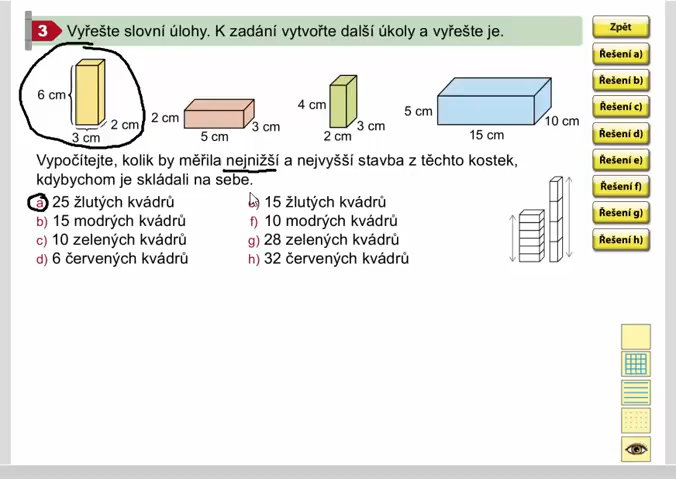 3 Vyřešte slovní úlohy. K zadání vytvořte další úkoly a vyřešte je.
Zpět
Řešení a)
Řešení b)
Řešení c)
Řešení d)
Řešení e)
Řešení f)
Řešení g)
Řešení h)
6 cm
2 cm
3 cm
2 cm
3 cm
5 cm
4 cm
3 cm
2 cm
5 cm
10 cm
15 cm
Vypočítejte, kolik by měřila nejnižší a nejvyšší stavba z těchto kostek,
kdybychom je skládali na sebe.
a) 25 žlutých kvádrů
b) 15 modrých kvádrů
c) 10 zelených kvádrů
d) 6 červených kvádrů
e) 15 žlutých kvádrů
f) 10 modrých kvádrů
g) 28 zelených kvádrů
h) 32 červených kvádrů